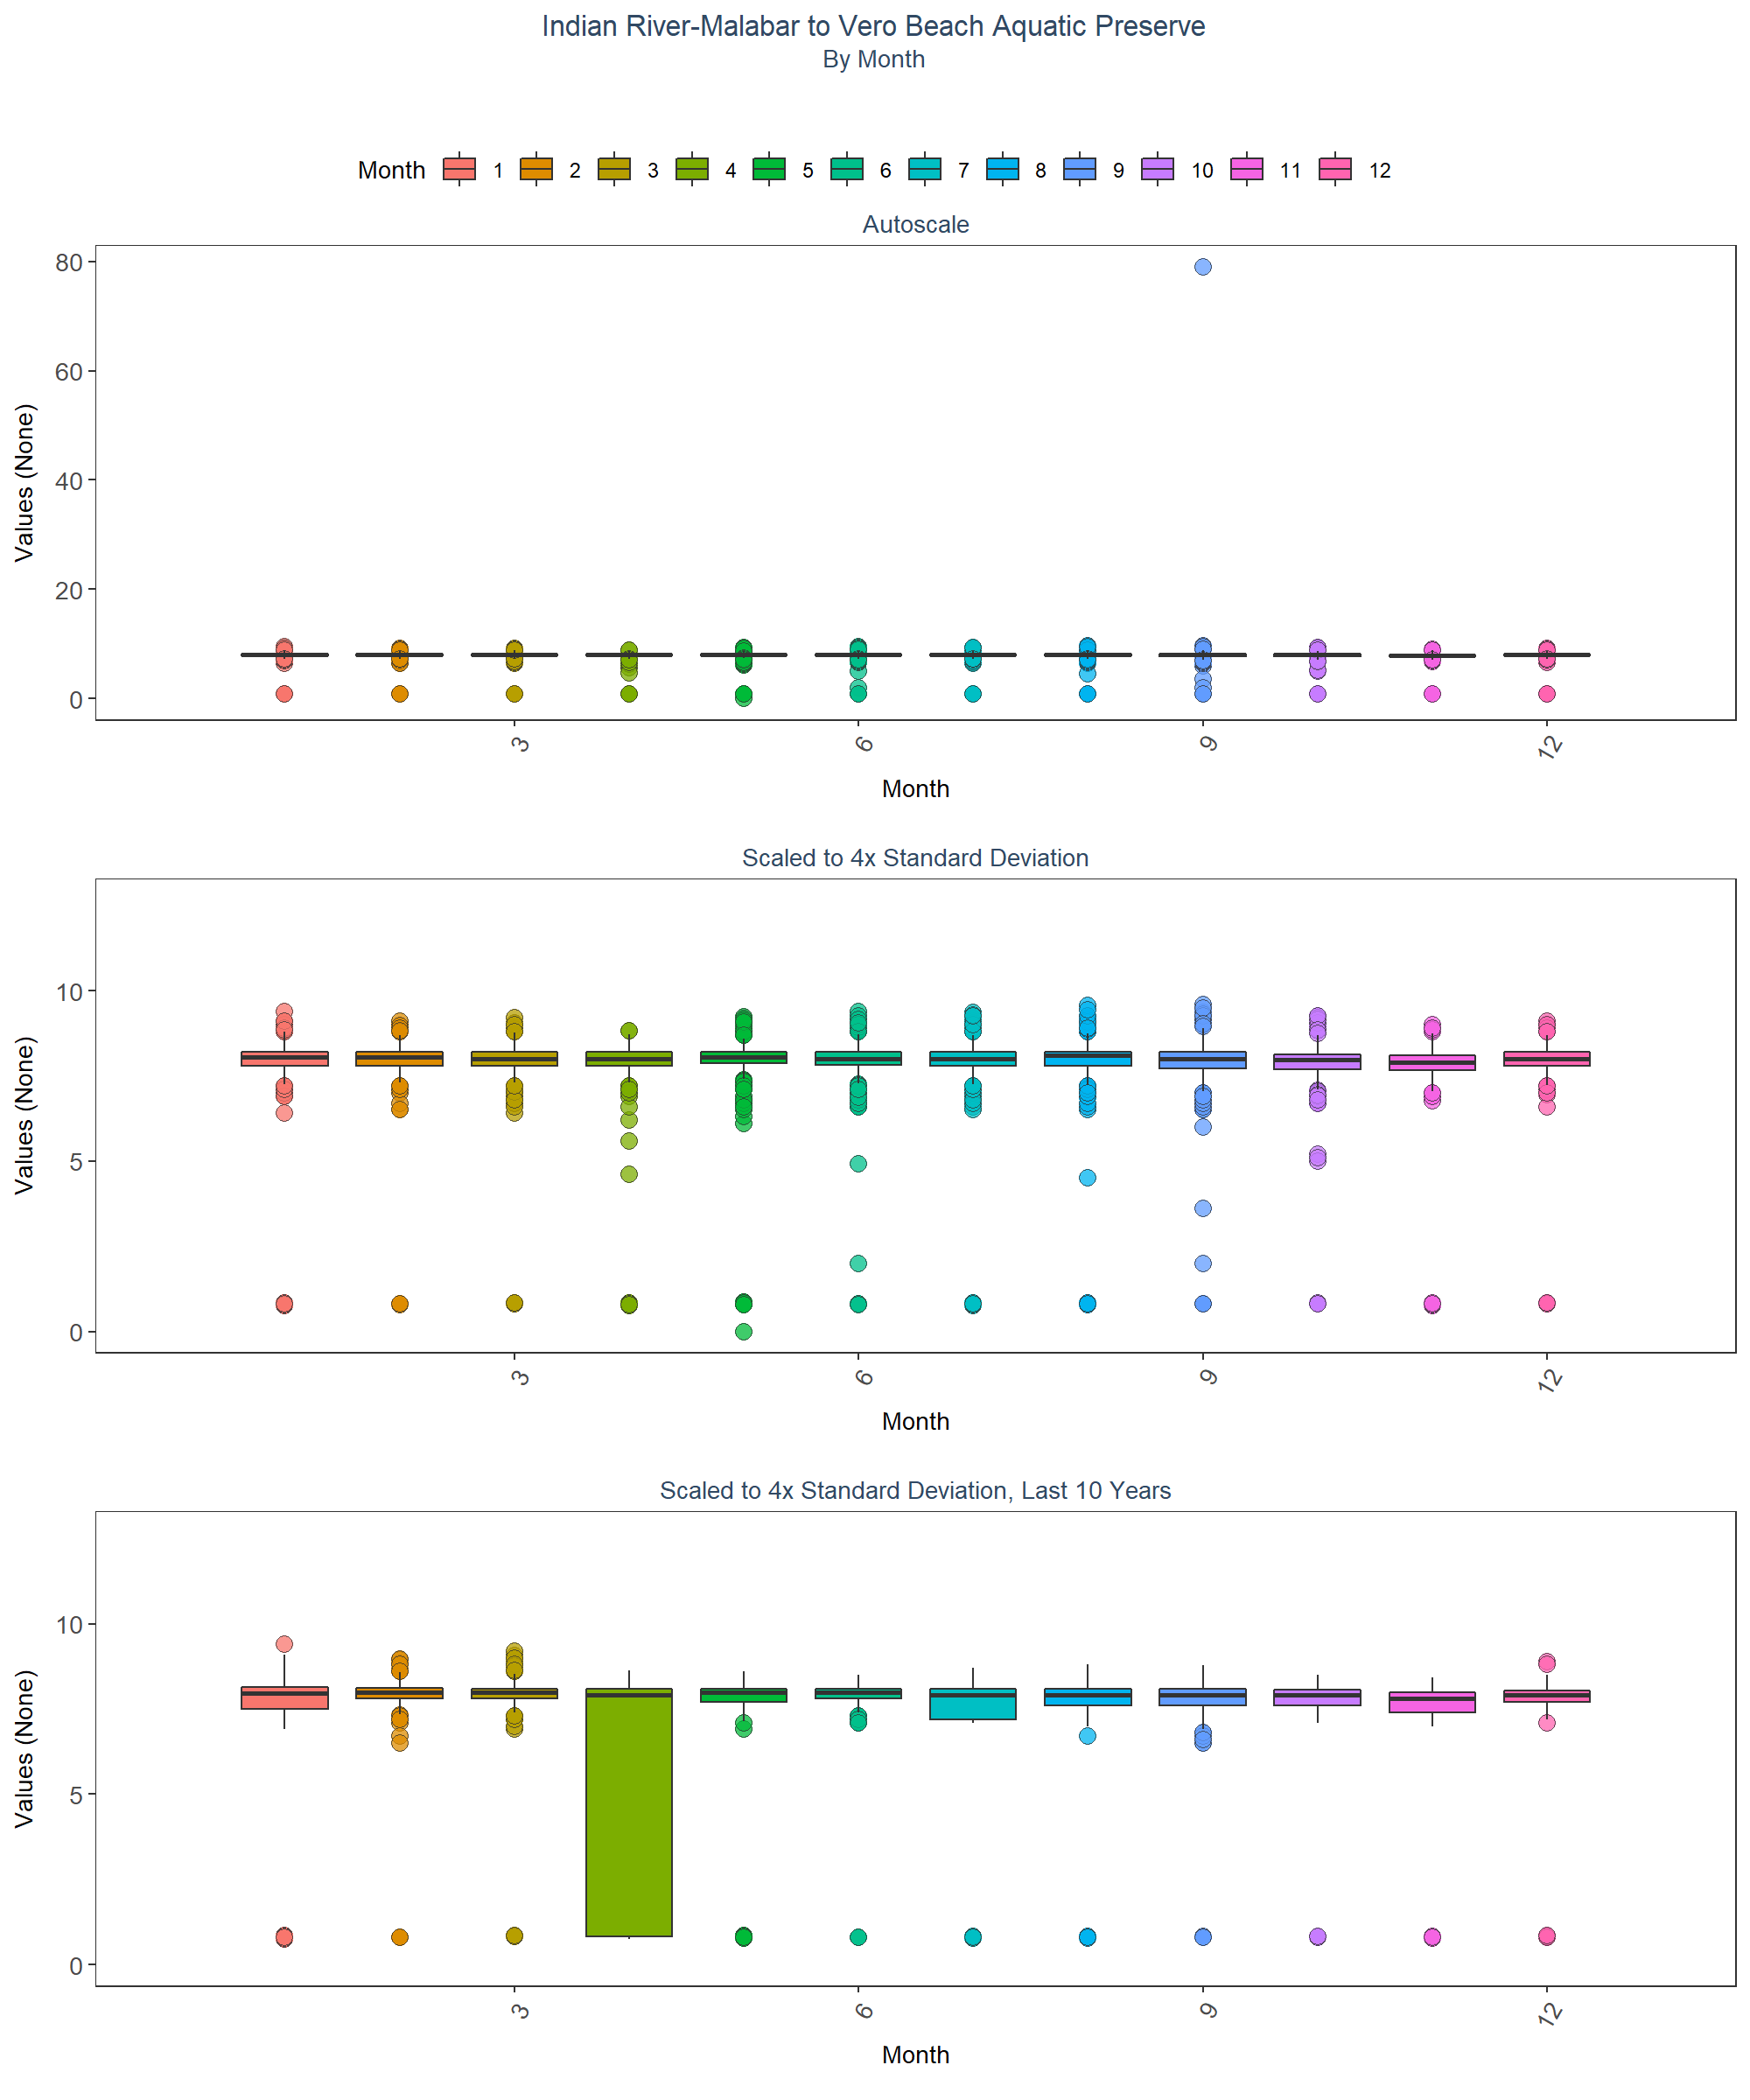 Indian River-Malabar to Vero Beach Aquatic Preserve
By Month
Month 1 2 3 4 5 6 7 8 9 10 11 12
Autoscale
Values (None)
80
60
40
20
0
3 6 9 12
Month
Scaled to 4x Standard Deviation
Values (None)
10
5
0
3 6 9 12
Month
Scaled to 4x Standard Deviation, Last 10 Years
Values (None)
10
5
0
3 6 9 12
Month